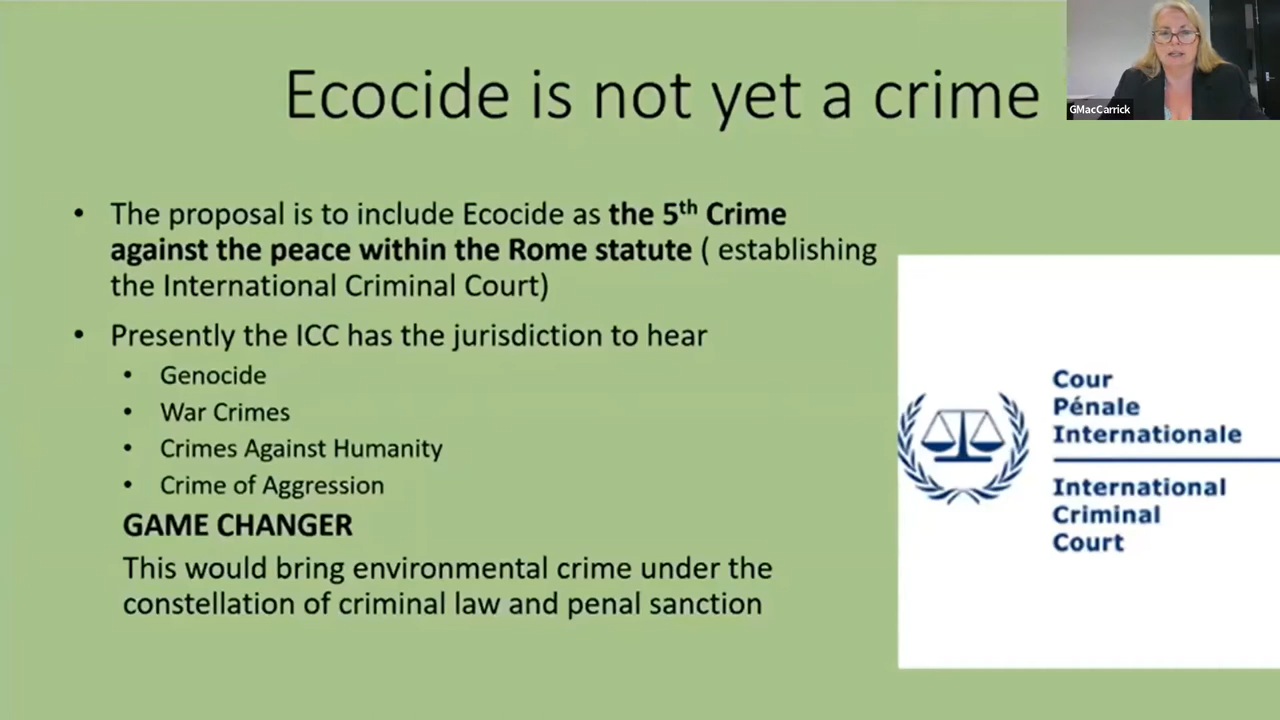 Ecocide is not yet a crime
GMacCarrick
• The proposal is to include Ecocide as the 5th Crime
against the peace within the Rome statute ( establishing
the International Criminal Court)
• Presently the ICC has the jurisdiction to hear
• Genocide
• War Crimes
• Crimes Against Humanity
• Crime of Aggression
GAME CHANGER
This would bring environmental crime under the
constellation of criminal law and penal sanction
Cour
Pénale
Internationale
International
Criminal
Court